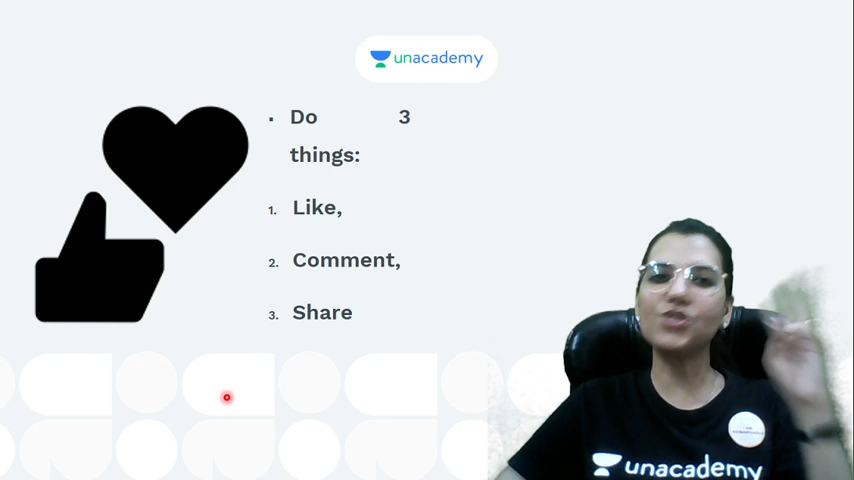 unacademy
▪ Do 3
things:
1. Like,
2. Comment,
3. Share
unacademy